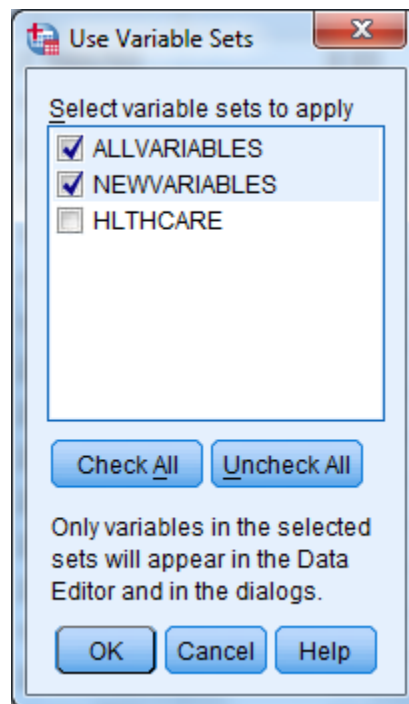 Use Variable Sets
Select variable sets to apply
ALLVARIABLES
NEWVARIABLES
HLTHCARE
Check All Uncheck All
Only variables in the selected
sets will appear in the Data
Editor and in the dialogs.
OK Cancel Help